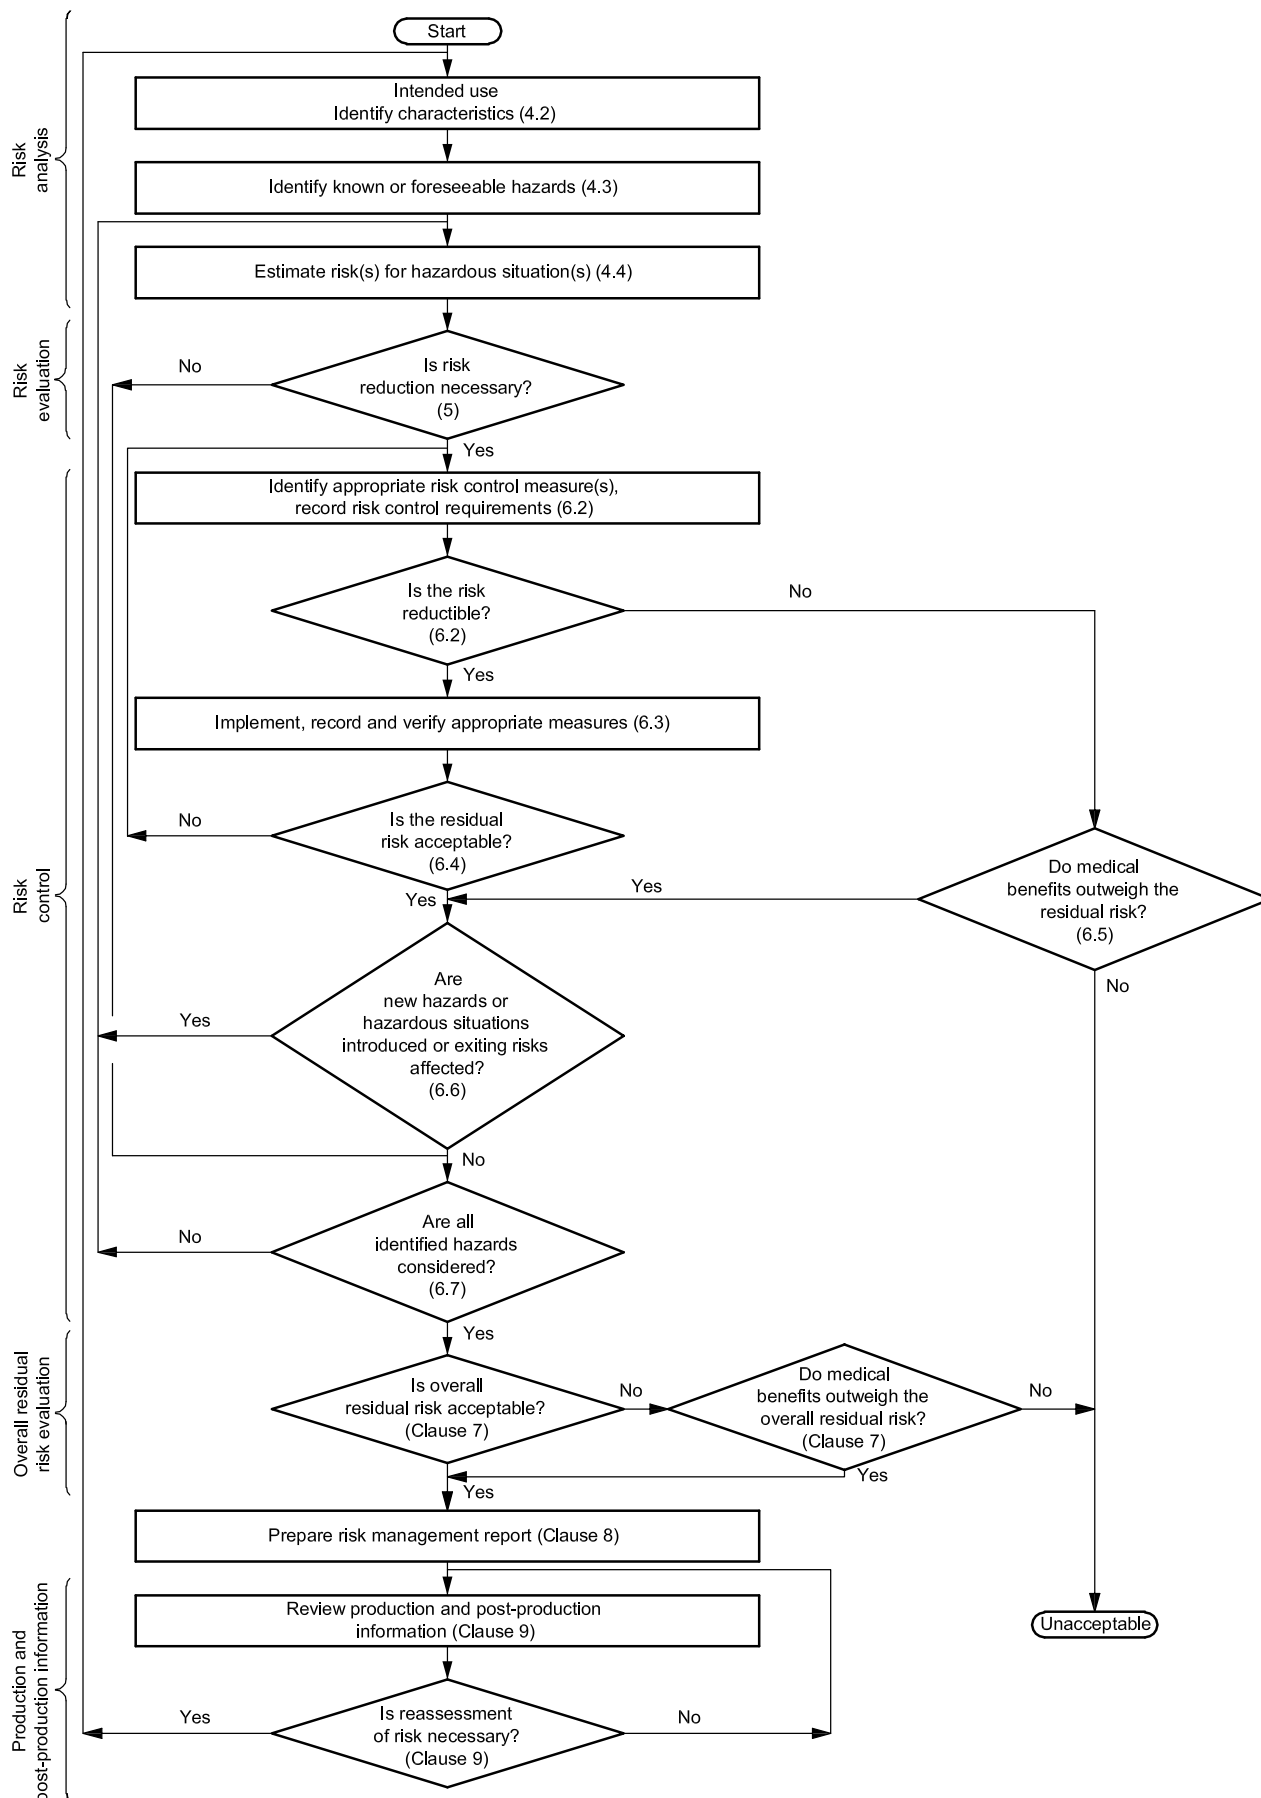 Start
Intended use
Identify characteristics (4.2)
Risk
analysis
Identify known or foreseeable hazards (4.3)
Estimate risk(s) for hazardous situation(s) (4.4)
Risk
evaluation
No
Is risk
reduction necessary?
(5)
Yes
Identify appropriate risk control measure(s),
record risk control requirements (6.2)
Is the risk
reductible?
(6.2)
No
Yes
Implement, record and verify appropriate measures (6.3)
Risk
control
No
Is the residual
risk acceptable?
(6.4)
Yes
Yes
Do medical
benefits outweigh the
residual risk?
(6.5)
No
Are
new hazards or
hazardous situations
introduced or exiting risks
affected?
(6.6)
Yes
No
Are all
identified hazards
considered?
(6.7)
No
Yes
Overall residual
risk evaluation
Is overall
residual risk acceptable?
(Clause 7)
No
Do medical
benefits outweigh the
overall residual risk?
(Clause 7)
No
Yes
Yes
Prepare risk management report (Clause 8)
Production and
post-production information
Review production and post-production
information (Clause 9)
Unacceptable
Yes
Is reassessment
of risk necessary?
(Clause 9)
No